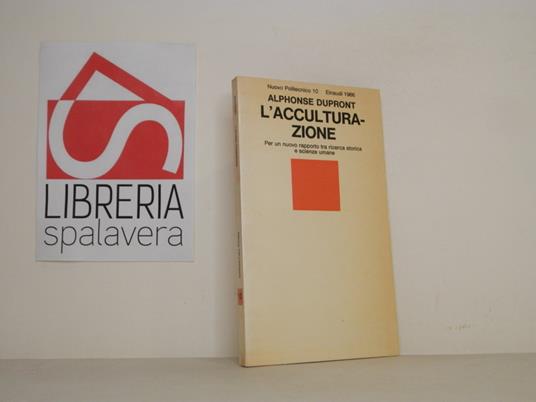 LIBRERIA
spalavera
Nuovo Politecnico 10 Einaudi 1966
ALPHONSE DUPRONT
L'ACCULTURA-
ZIONE
Per un nuovo rapporto tra ricerca storica
e scienze umane